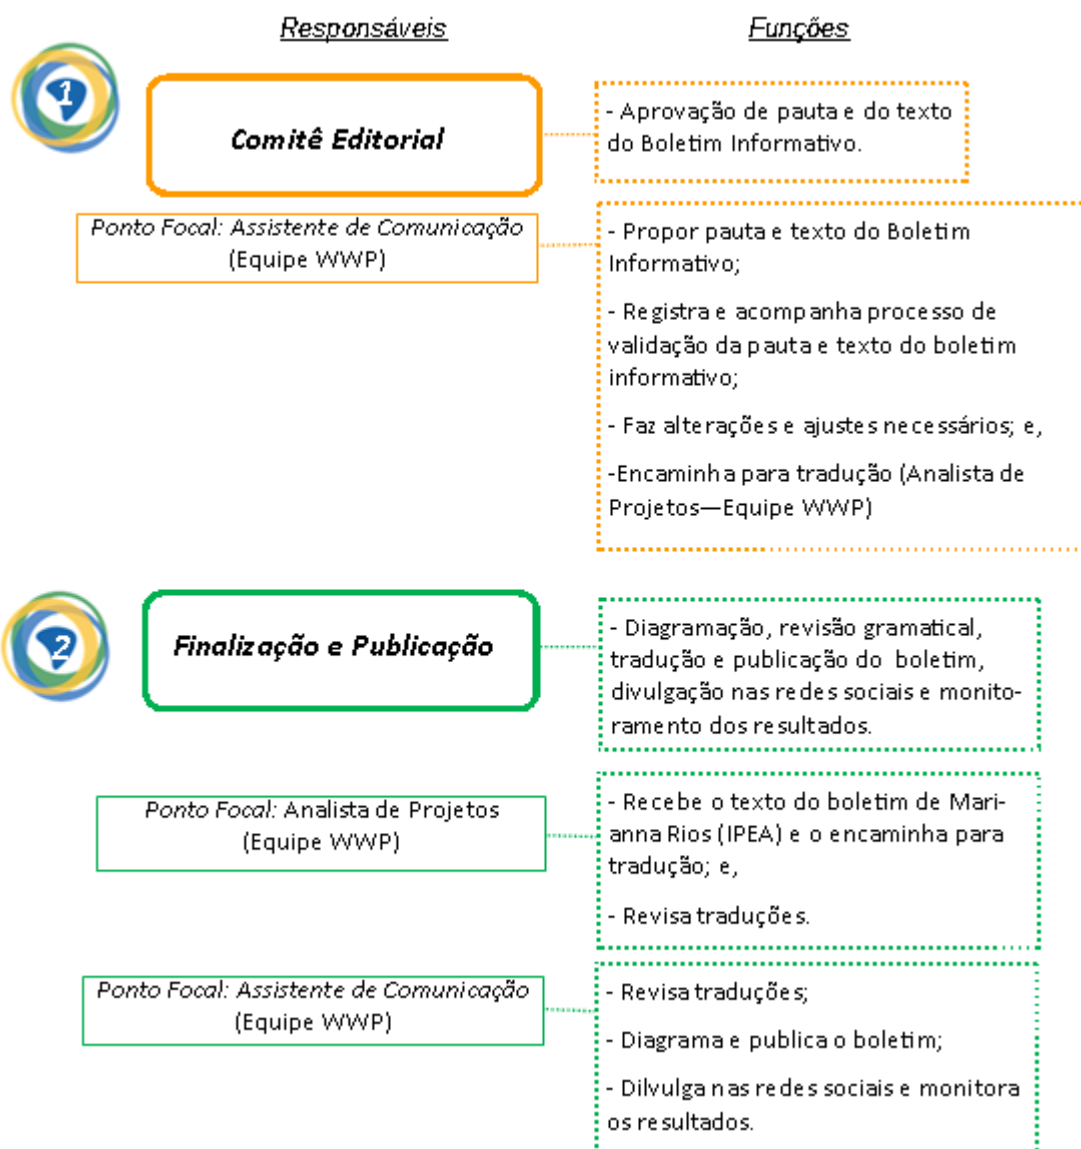 Responsáveis
Funções
1
Comitê Editorial
- Aprovação de pauta e do texto
do Boletim Informativo.
Ponto Focal: Assistente de Comunicação
(Equipe WWP)
- Propor pauta e texto do Boletim
Informativo;
- Registra e acompanha processo de
validação da pauta e texto do boletim
informativo;
- Faz alterações e ajustes necessários; e,
-Encaminha para tradução (Analista de
Projetos—Equipe WWP)
2
Finalização e Publicação
- Diagramação, revisão gramatical,
tradução e publicação do boletim,
divulgação nas redes sociais e monito-
ramento dos resultados.
Ponto Focal: Analista de Projetos
(Equipe WWP)
- Recebe o texto do boletim de Mari-
anna Rios (IPEA) e o encaminha para
tradução; e,
- Revisa traduções.
Ponto Focal: Assistente de Comunicação
(Equipe WWP)
- Revisa traduções;
- Diagrama e publica o boletim;
- Dilvulga nas redes sociais e monitora
os resultados.